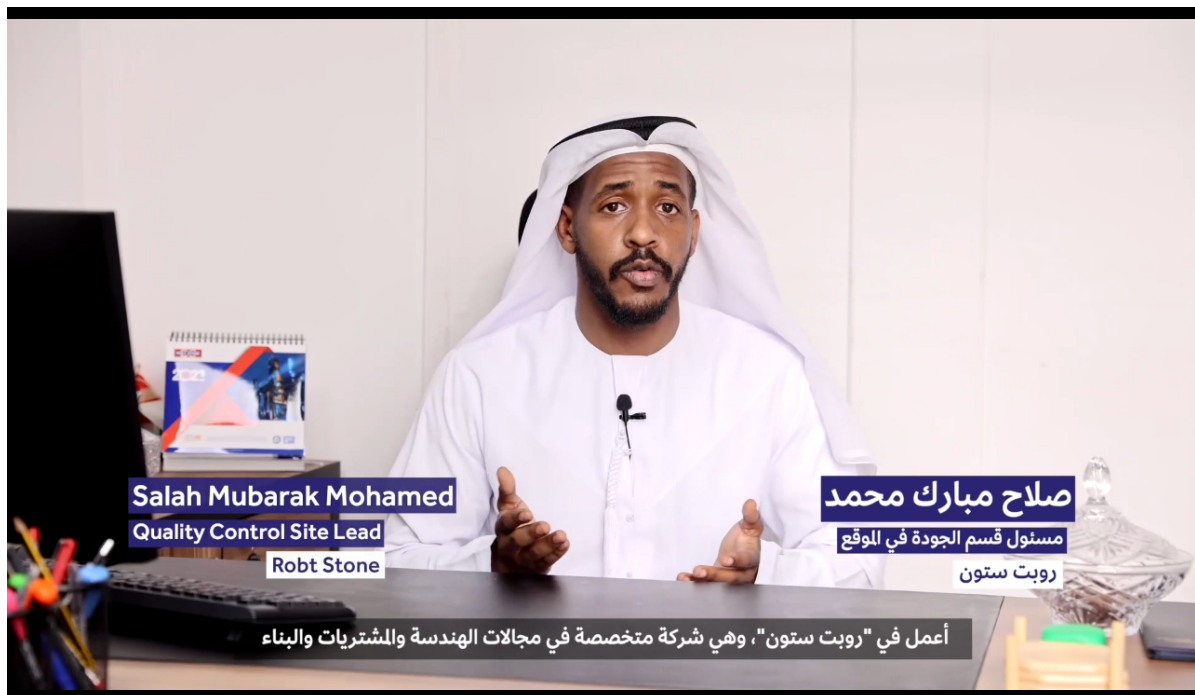 2023
Salah Mubarak Mohamed
Quality Control Site Lead
Robt Stone
صلاح مبارك محمد
مسئول قسم الجودة في الموقع
روبت ستون
أعمل في "روبت ستون"، وهي شركة متخصصة في مجالات الهندسة والمشتريات والبناء